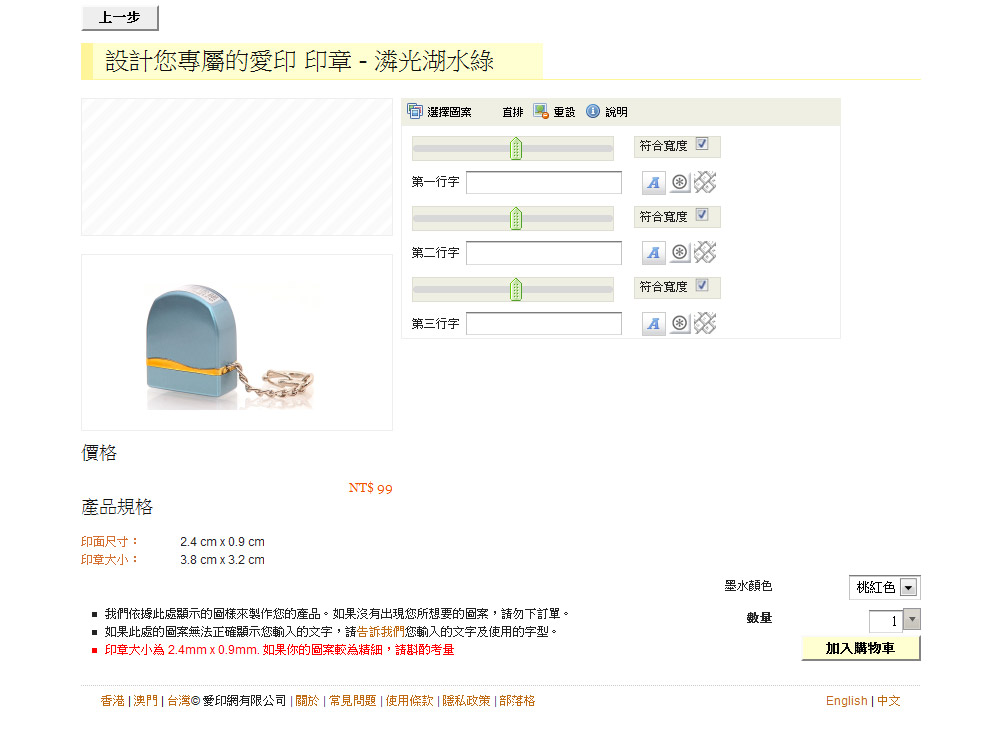 上一步
設計您專屬的愛印 印章 - 潾光湖水綠
選擇圖案 直排 重設 說明
符合寬度
第一行字
符合寬度
第二行字
符合寬度
第三行字
價格
NT$ 99
產品規格
印面尺寸： 2.4 cm x 0.9 cm
印章大小： 3.8 cm x 3.2 cm
墨水顏色 桃紅色
數量 1
加入購物車
我們依據此處顯示的圖樣來製作您的產品。如果沒有出現您所想要的圖案，請勿下訂單。
如果此處的圖案無法正確顯示您輸入的文字，請告訴我們您輸入的文字及使用的字型。
印章大小為 2.4mm x 0.9mm. 如果你的圖案較為精細，請斟酌考量
香港 | 澳門 | 台灣© 愛印網有限公司 | 關於 | 常見問題 | 使用條款 | 隱私政策 | 部落格
English | 中文